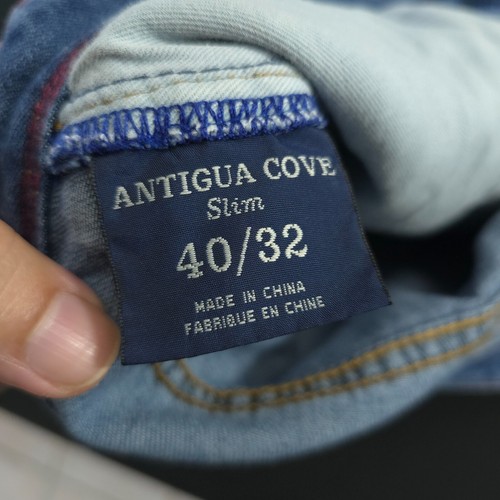 ANTIGUA COVE
Slim
40/32
MADE IN CHINA
FABRIQUE EN CHINE